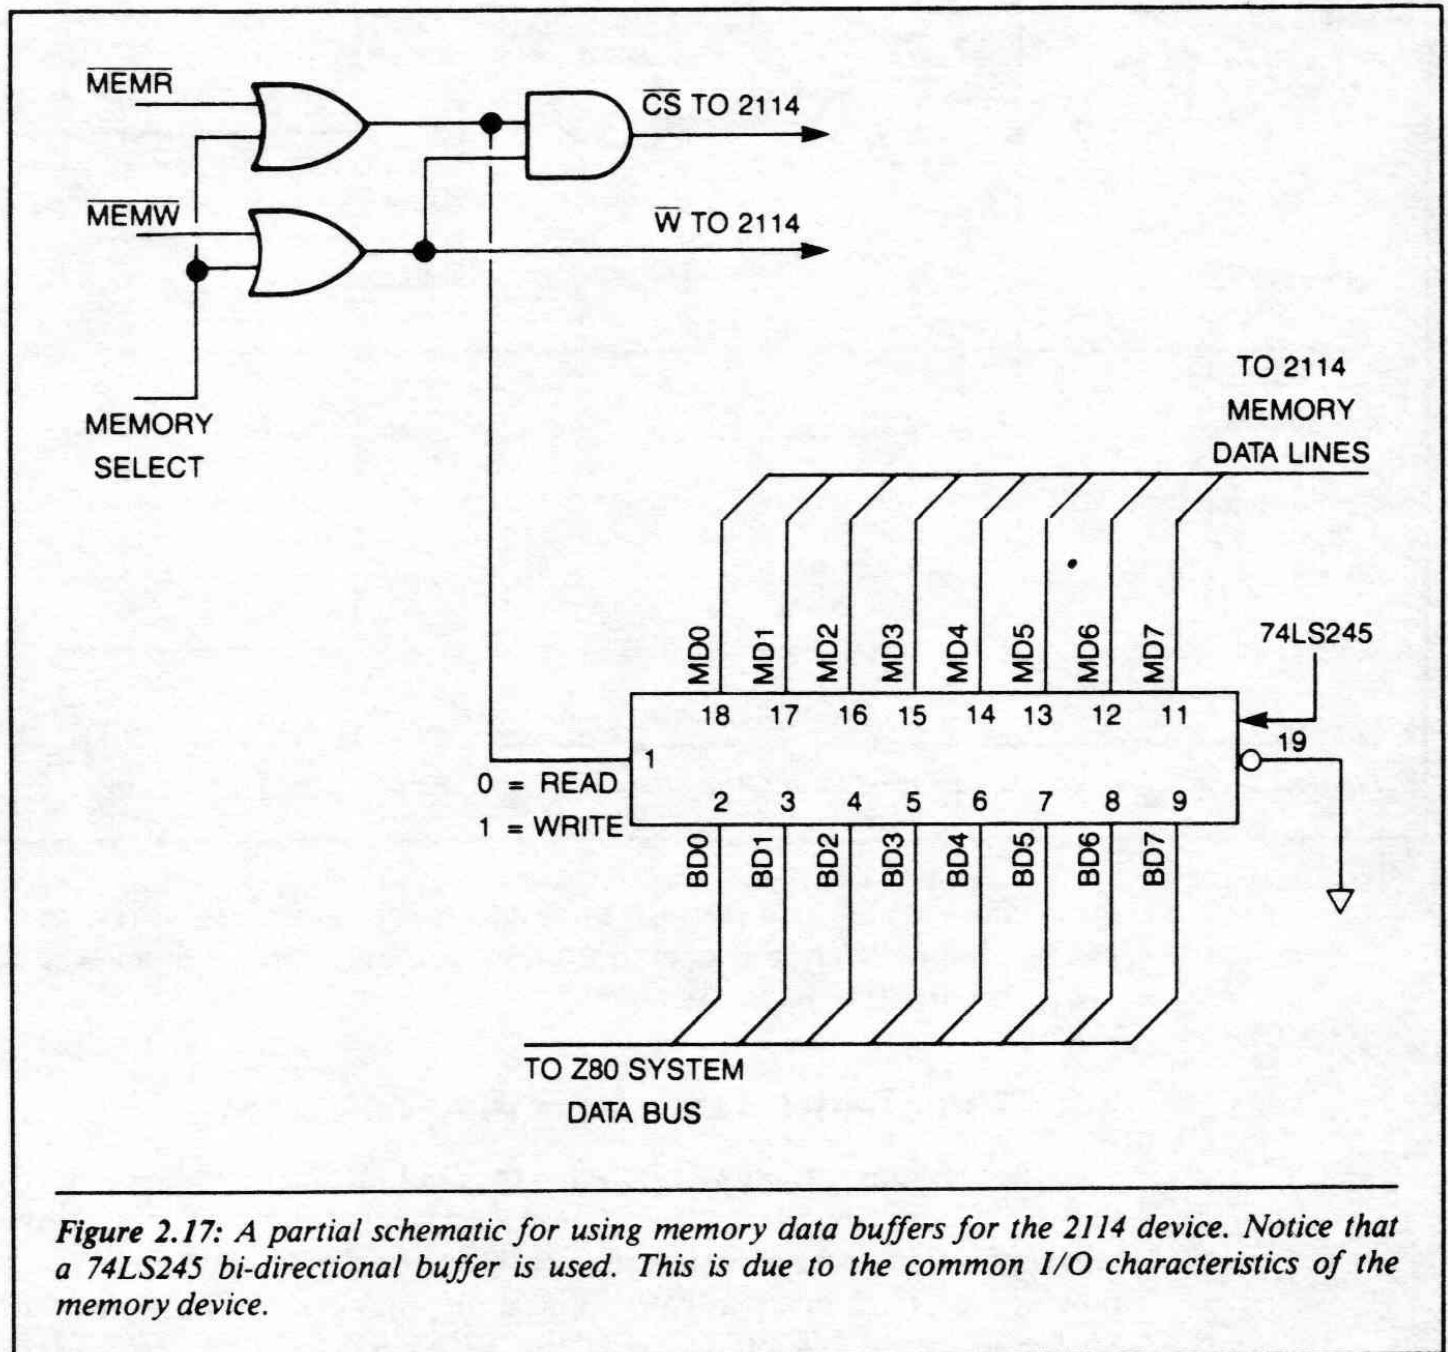 M̅E̅M̅R̅
C̅S̅ TO 2114
M̅E̅M̅W̅
W̅ TO 2114
MEMORY
SELECT
TO 2114
MEMORY
DATA LINES
74LS245
MD0 MD1 MD2 MD3 MD4 MD5 MD6 MD7
18 17 16 15 14 13 12 11
19
1
0 = READ
1 = WRITE
2 3 4 5 6 7 8 9
BD0 BD1 BD2 BD3 BD4 BD5 BD6 BD7
TO Z80 SYSTEM
DATA BUS
Figure 2.17: A partial schematic for using memory data buffers for the 2114 device. Notice that
a 74LS245 bi-directional buffer is used. This is due to the common I/O characteristics of the
memory device.